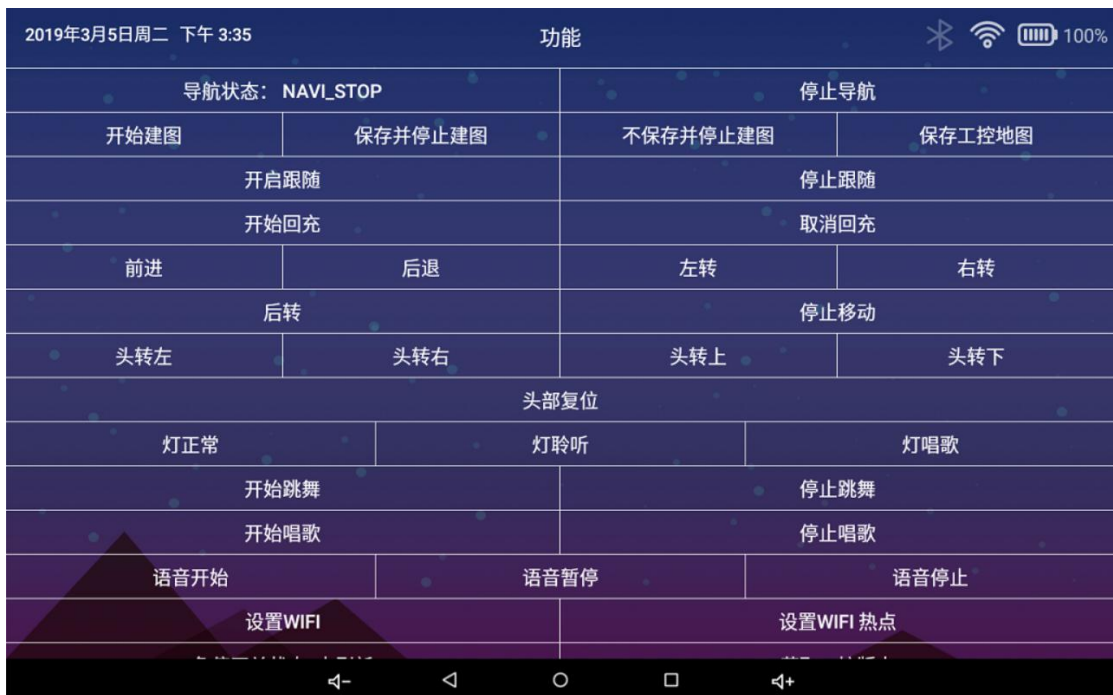 2019年3月5日周二 下午 3:35 功能 100%
导航状态： NAVI_STOP 停止导航
开始建图 保存并停止建图 不保存并停止建图 保存工控地图
开启跟随 停止跟随
开始回充 取消回充
前进 后退 左转 右转
后转 停止移动
头转左 头转右 头转上 头转下
头部复位
灯正常 灯聆听 灯唱歌
开始跳舞 停止跳舞
开始唱歌 停止唱歌
语音开始 语音暂停 语音停止
设置WIFI 设置WIFI 热点